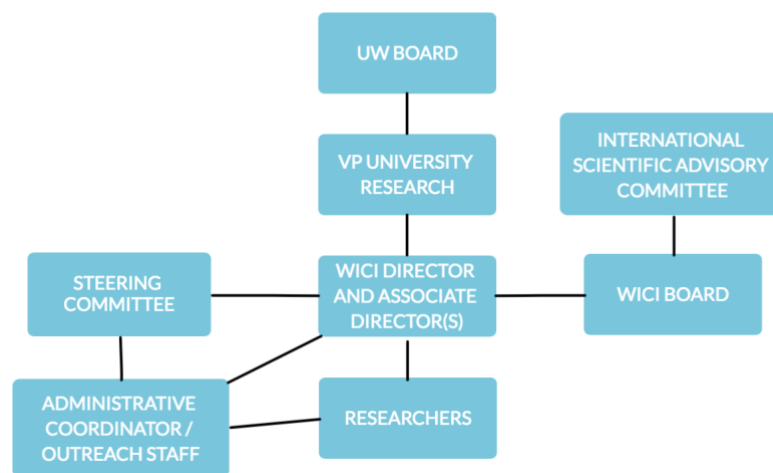 UW BOARD
VP UNIVERSITY
RESEARCH
INTERNATIONAL
SCIENTIFIC ADVISORY
COMMITTEE
STEERING
COMMITTEE
WICI DIRECTOR
AND ASSOCIATE
DIRECTOR(S)
WICI BOARD
ADMINISTRATIVE
COORDINATOR /
OUTREACH STAFF
RESEARCHERS